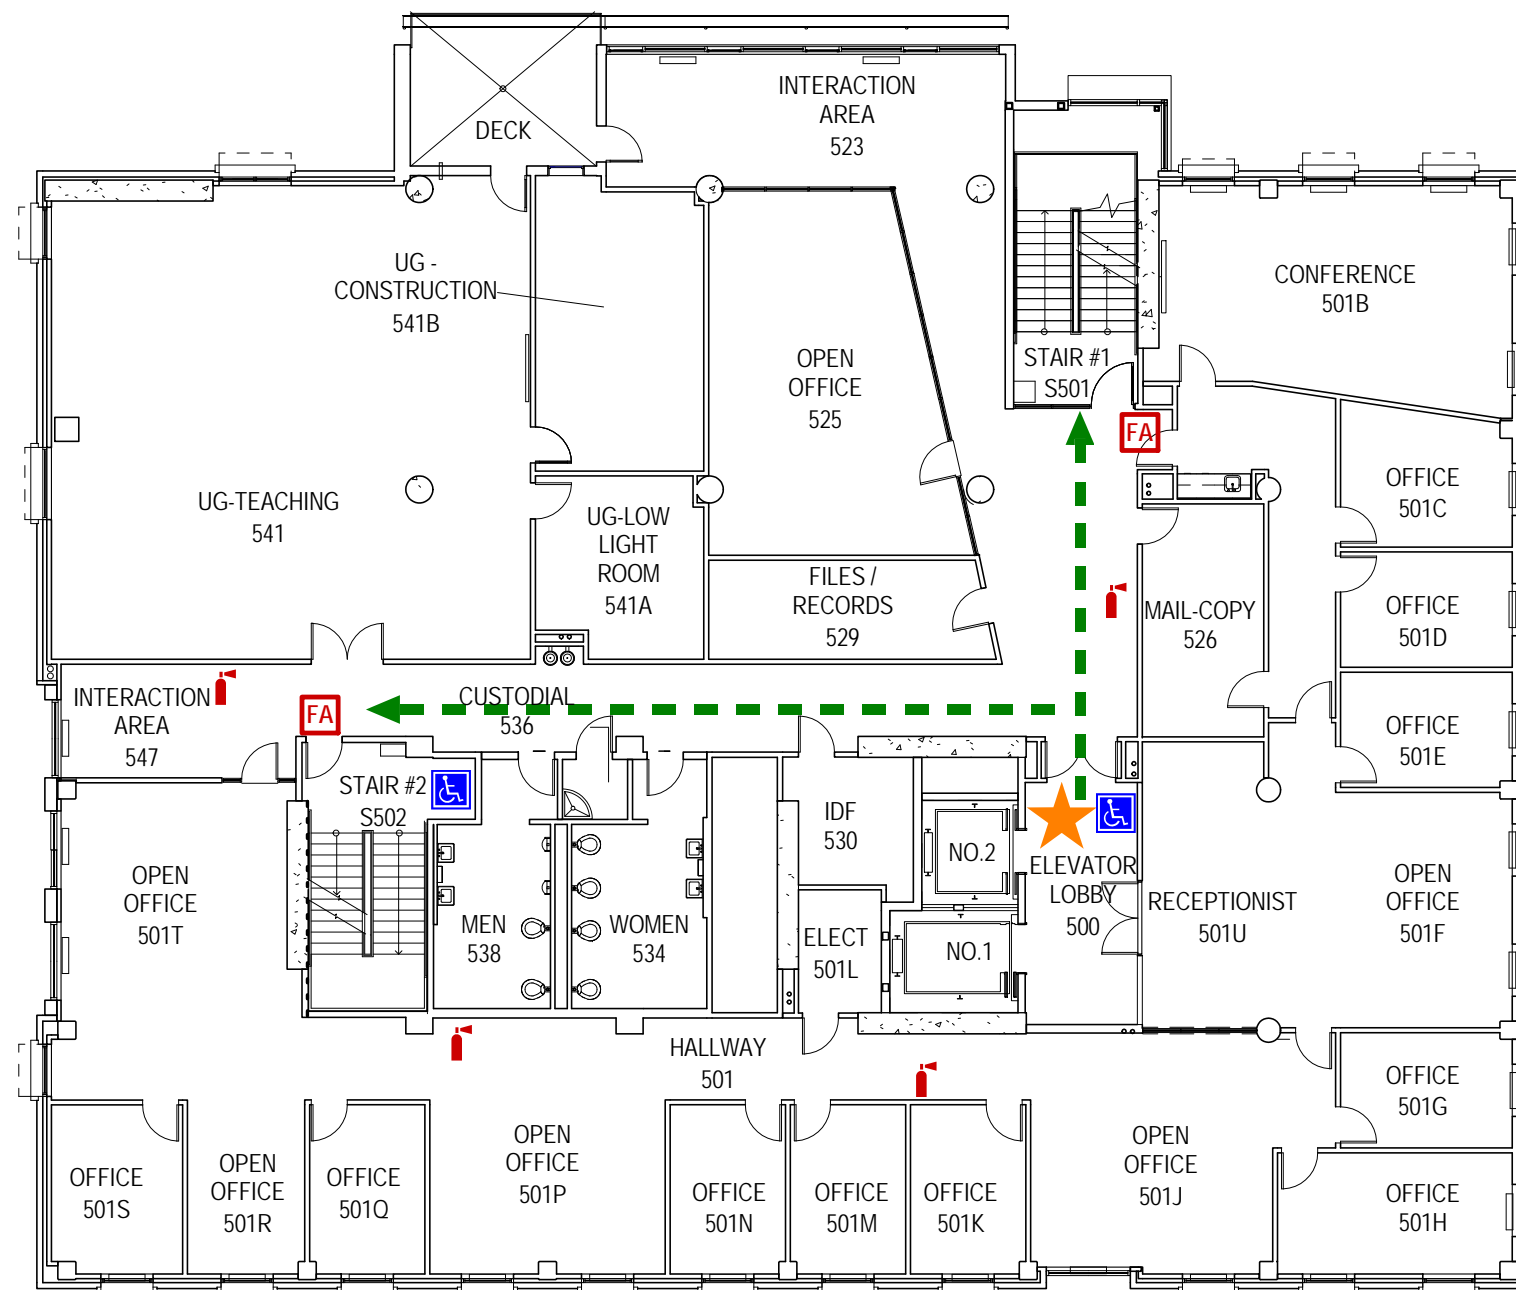 INTERACTION
AREA
523
DECK
UG -
CONSTRUCTION
541B
CONFERENCE
501B
OPEN
OFFICE
525
STAIR #1
S501
FA
OFFICE
501C
UG-TEACHING
541
UG-LOW
LIGHT
ROOM
541A
FILES /
RECORDS
529
MAIL-COPY
526
OFFICE
501D
INTERACTION
AREA
547
FA
CUSTODIAL
536
OFFICE
501E
STAIR #2
S502
IDF
530
NO.2
ELEVATOR
LOBBY
500
OPEN
OFFICE
501T
MEN
538
WOMEN
534
ELECT
501L
NO.1
RECEPTIONIST
501U
OPEN
OFFICE
501F
HALLWAY
501
OFFICE
501G
OFFICE
501S
OPEN
OFFICE
501R
OFFICE
501Q
OPEN
OFFICE
501P
OFFICE
501N
OFFICE
501M
OFFICE
501K
OPEN
OFFICE
501J
OFFICE
501H